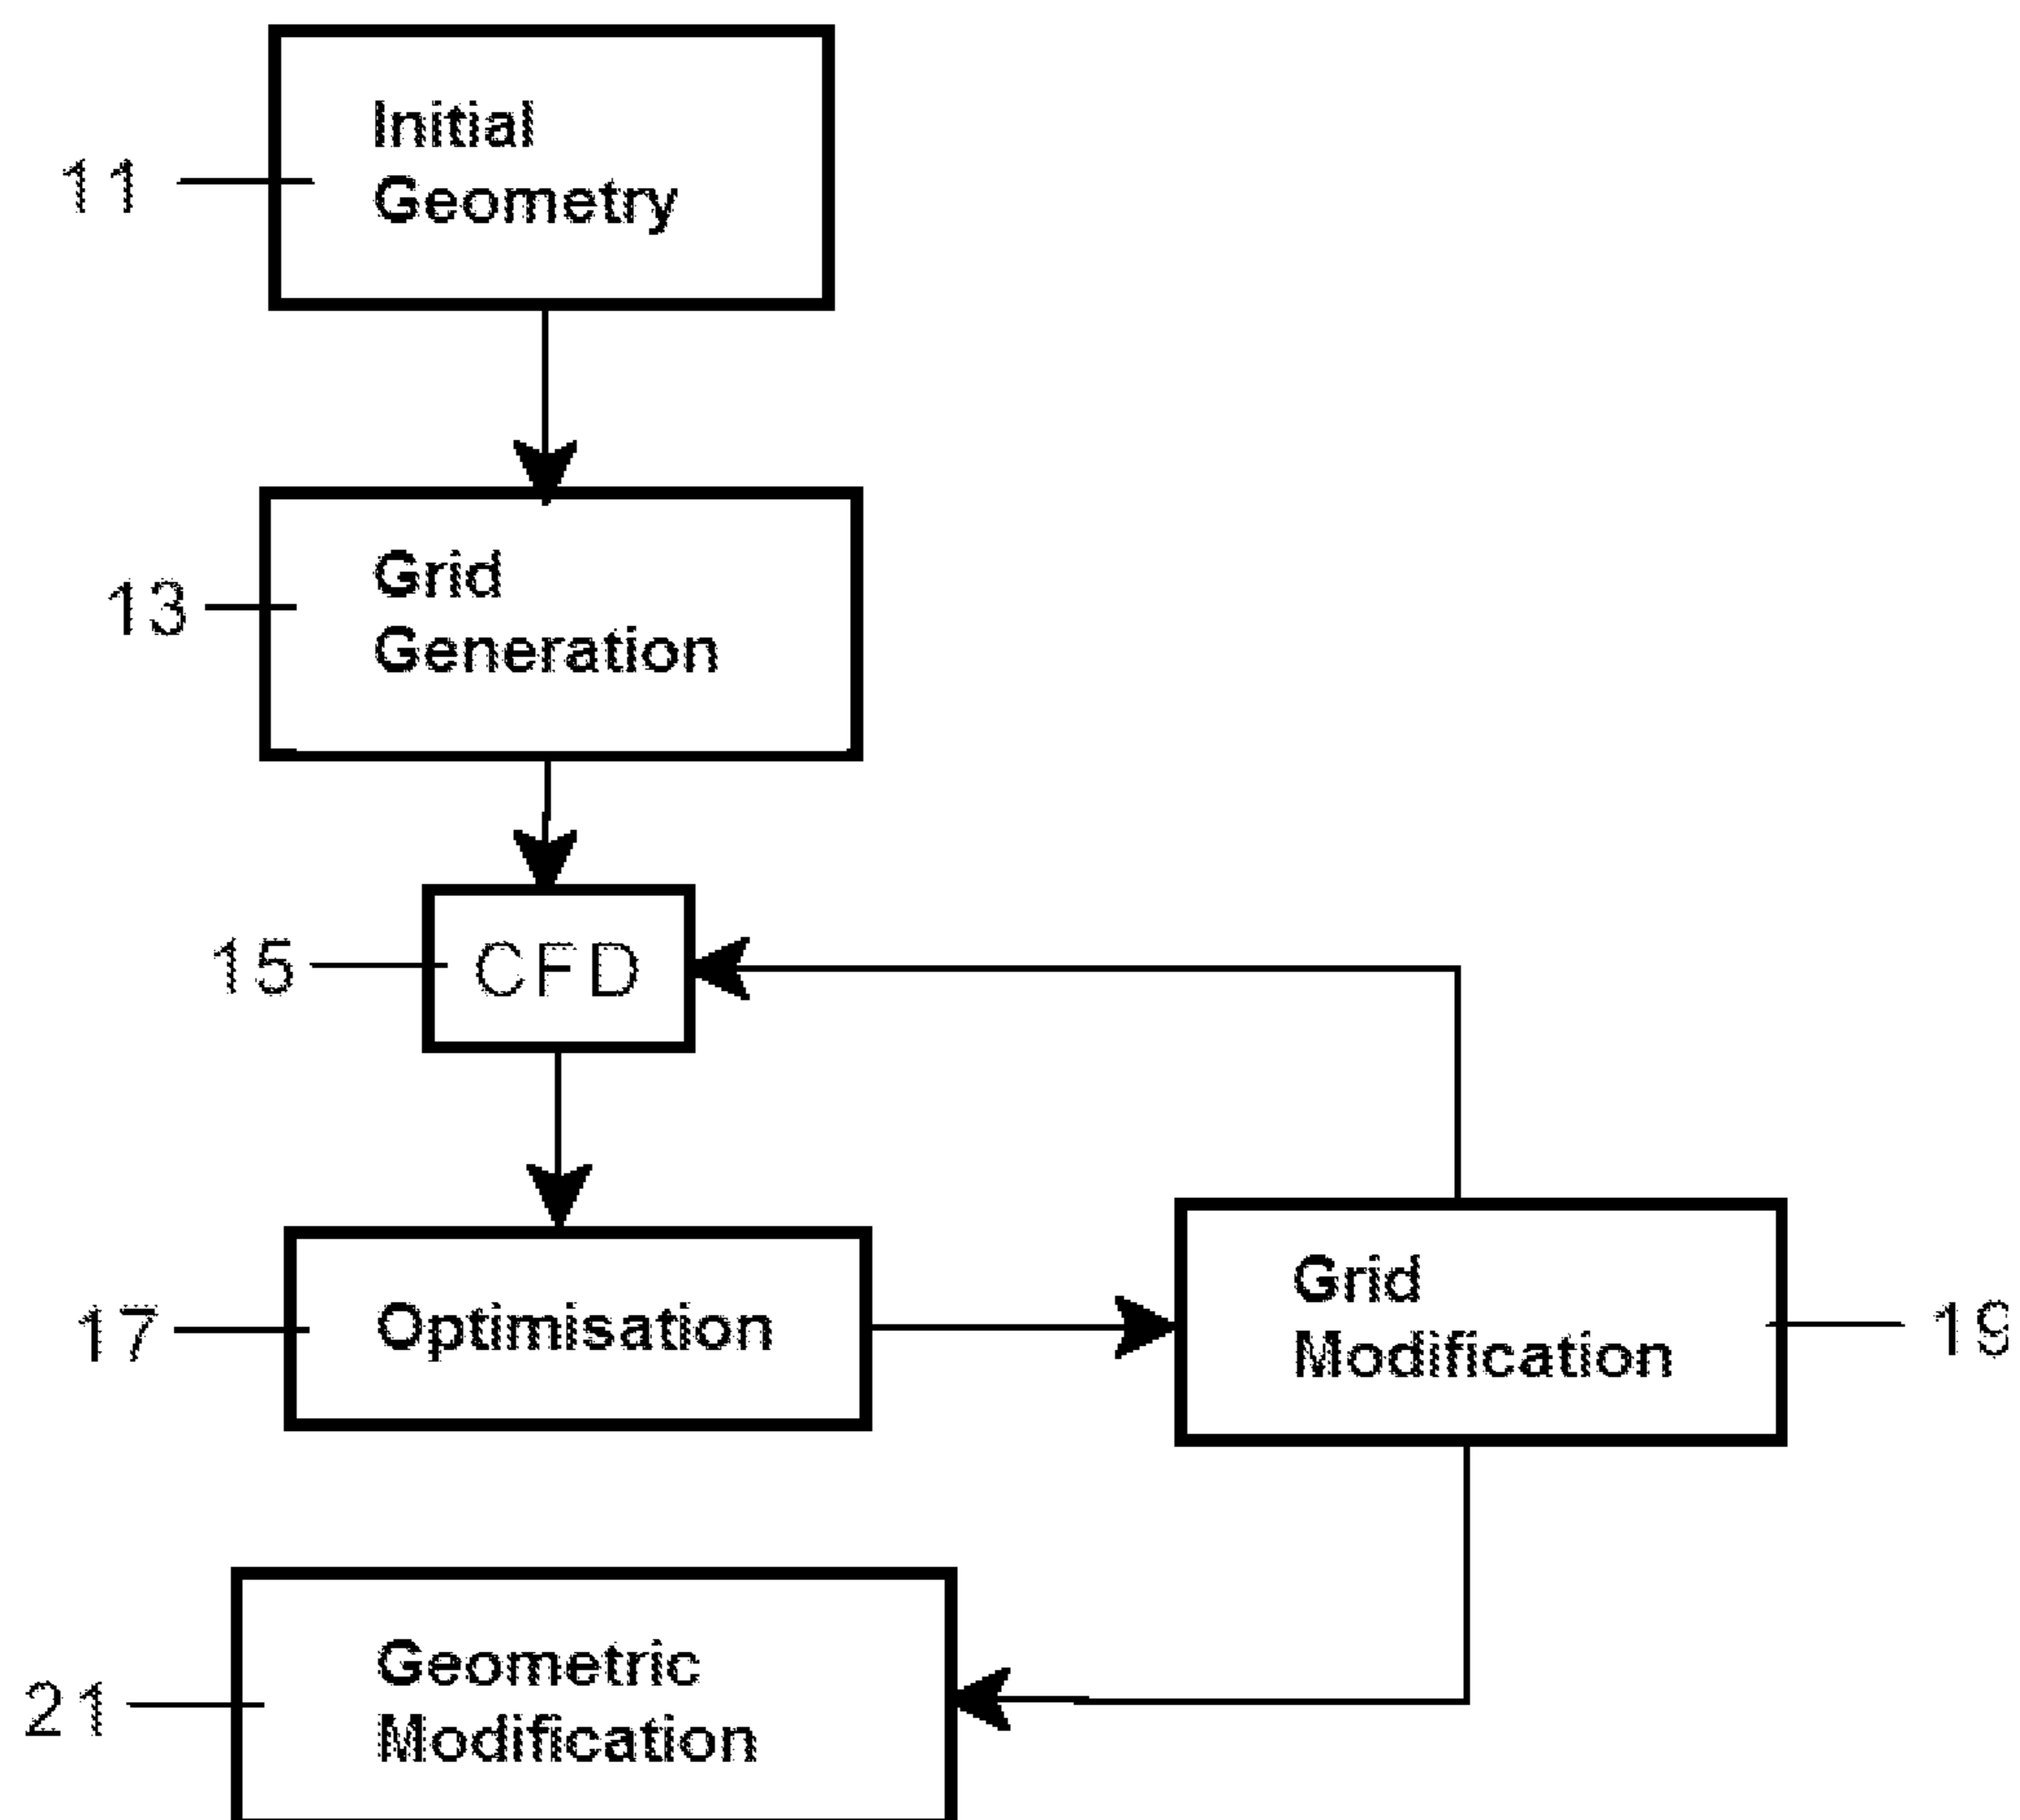 11
Initial
Geometry
13
Grid
Generation
15
CFD
17
Optimisation
Grid
Modification
19
21
Geometric
Modification